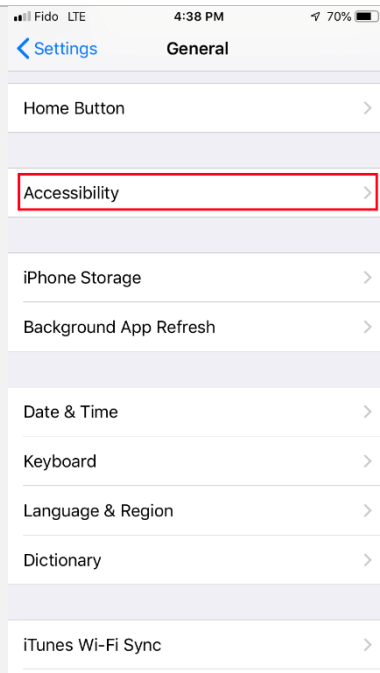 Fido LTE 4:38 PM 70%
Settings General
Home Button
Accessibility
iPhone Storage
Background App Refresh
Date & Time
Keyboard
Language & Region
Dictionary
iTunes Wi-Fi Sync